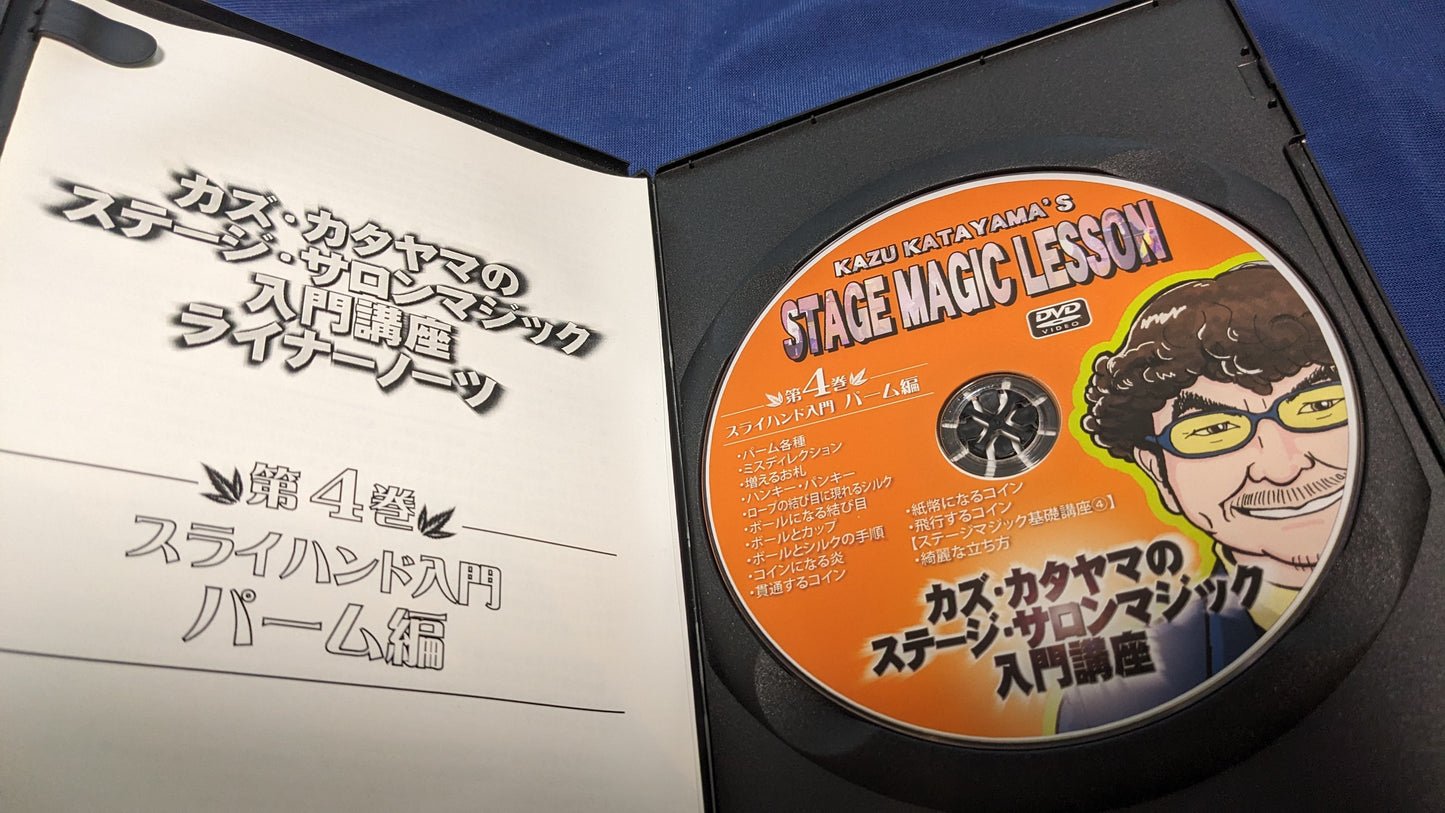 カズ・カタヤマの
ステージ・サロンマジック
入門講座
ライナーノーツ
第4巻
スライハンド入門
パーム編
KAZU KATAYAMA'S
STAGE MAGIC LESSON
DVD
VIDEO
第4巻
スライハンド入門 パーム編
・パーム各種
・ミスディレクション
・増えるお札
・ハンキー・パンキー
・ロープの結び目に現れるシルク
・ボールになる結び目
・ボールとカップ
・ボールとシルクの手順
・コインになる炎
・貫通するコイン
・紙幣になるコイン
・飛行するコイン
【ステージマジック基礎講座④】
・綺麗な立ち方
カズ・カタヤマの
ステージ・サロンマジック
入門講座